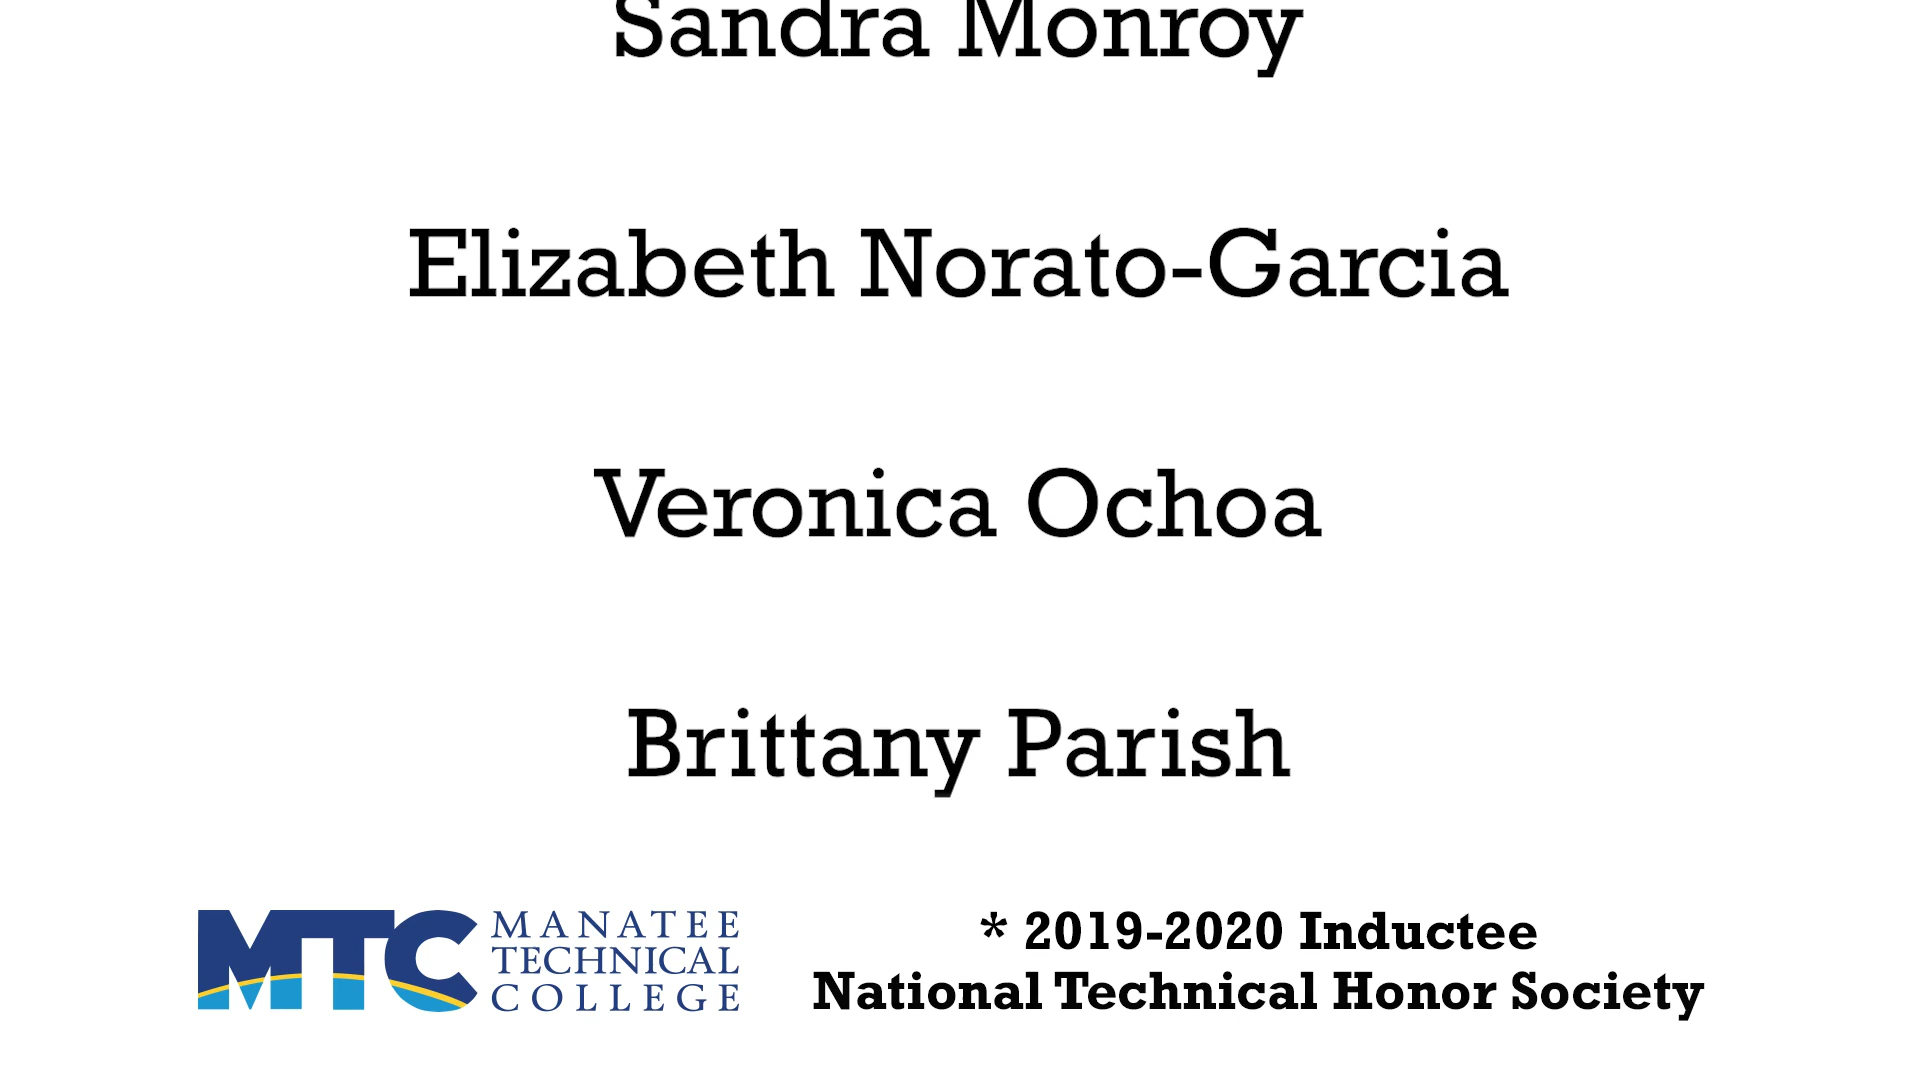 Sandra Monroy
Elizabeth Norato-Garcia
Veronica Ochoa
Brittany Parish
MTC
MANATEE
TECHNICAL
COLLEGE
* 2019-2020 Inductee
National Technical Honor Society